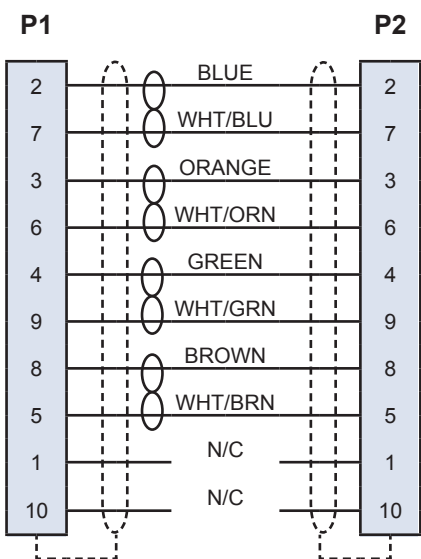 P1 P2
2 BLUE 2
7 WHT/BLU 7
3 ORANGE 3
6 WHT/ORN 6
4 GREEN 4
9 WHT/GRN 9
8 BROWN 8
5 WHT/BRN 5
1 N/C 1
10 N/C 10